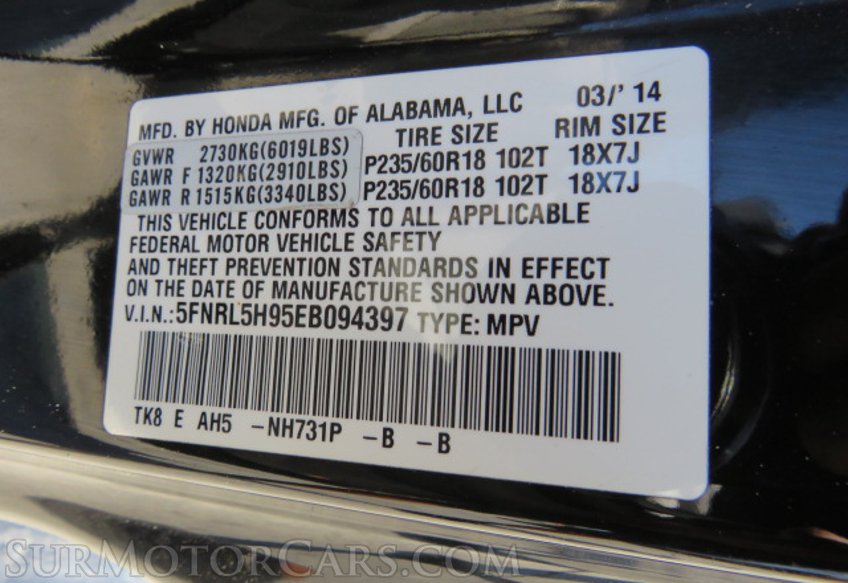 MFD. BY HONDA MFG. OF ALABAMA, LLC 03/' 14
TIRE SIZE RIM SIZE
GVWR 2730KG(6019LBS)
GAWR F 1320KG(2910LBS) P235/60R18 102T 18X7J
GAWR R 1515KG(3340LBS) P235/60R18 102T 18X7J
THIS VEHICLE CONFORMS TO ALL APPLICABLE
FEDERAL MOTOR VEHICLE SAFETY
AND THEFT PREVENTION STANDARDS IN EFFECT
ON THE DATE OF MANUFACTURE SHOWN ABOVE.
V.I.N.:5FNRL5H95EB094397 TYPE: MPV
TK8 E AH5 -NH731P -B -B
SurMotorCars.com